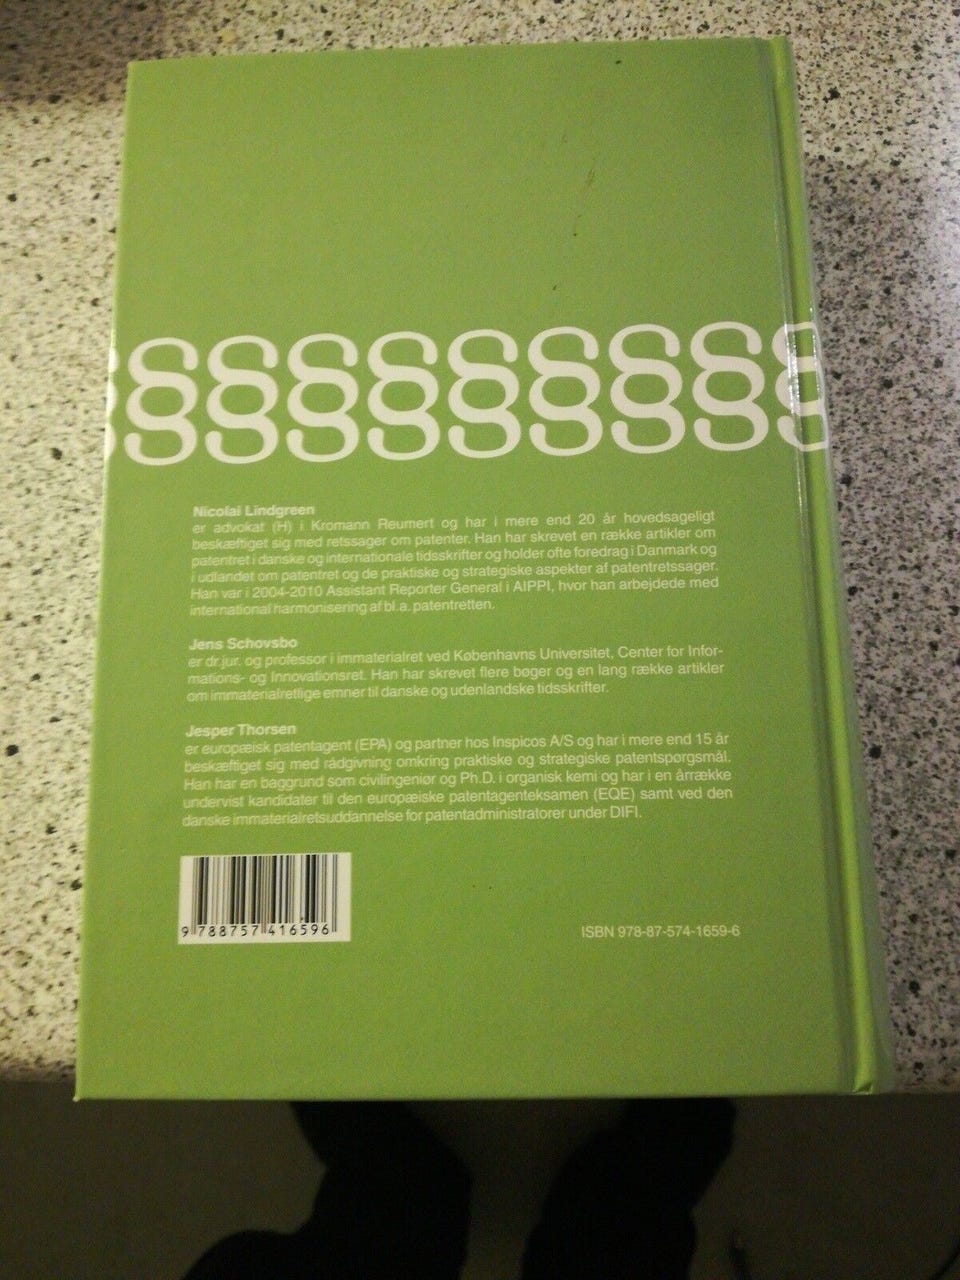 §§§§§§§§§
Nicolai Lindgreen
er advokat (H) i Kromann Reumert og har i mere end 20 år hovedsageligt
beskæftiget sig med retssager om patenter. Han har skrevet en række artikler om
patentret i danske og internationale tidsskrifter og holder ofte foredrag i Danmark og
i udlandet om patentret og de praktiske og strategiske aspekter af patentretssager.
Han var i 2004-2010 Assistant Reporter General i AIPPI, hvor han arbejdede med
international harmonisering af bl.a. patentretten.
Jens Schovsbo
er dr.jur. og professor i immaterialret ved Københavns Universitet, Center for Infor-
mations- og Innovationsret. Han har skrevet flere bøger og en lang række artikler
om immaterialretlige emner til danske og udenlandske tidsskrifter.
Jesper Thorsen
er europæisk patentagent (EPA) og partner hos Inspicos A/S og har i mere end 15 år
beskæftiget sig med rådgivning omkring praktiske og strategiske patentspørgsmål.
Han har en baggrund som civilingeniør og Ph.D. i organisk kemi og har i en årrække
undervist kandidater til den europæiske patentagenteksamen (EQE) samt ved den
danske immaterialretsuddannelse for patentadministratorer under DIFI.
9 788757 416596
ISBN 978-87-574-1659-6